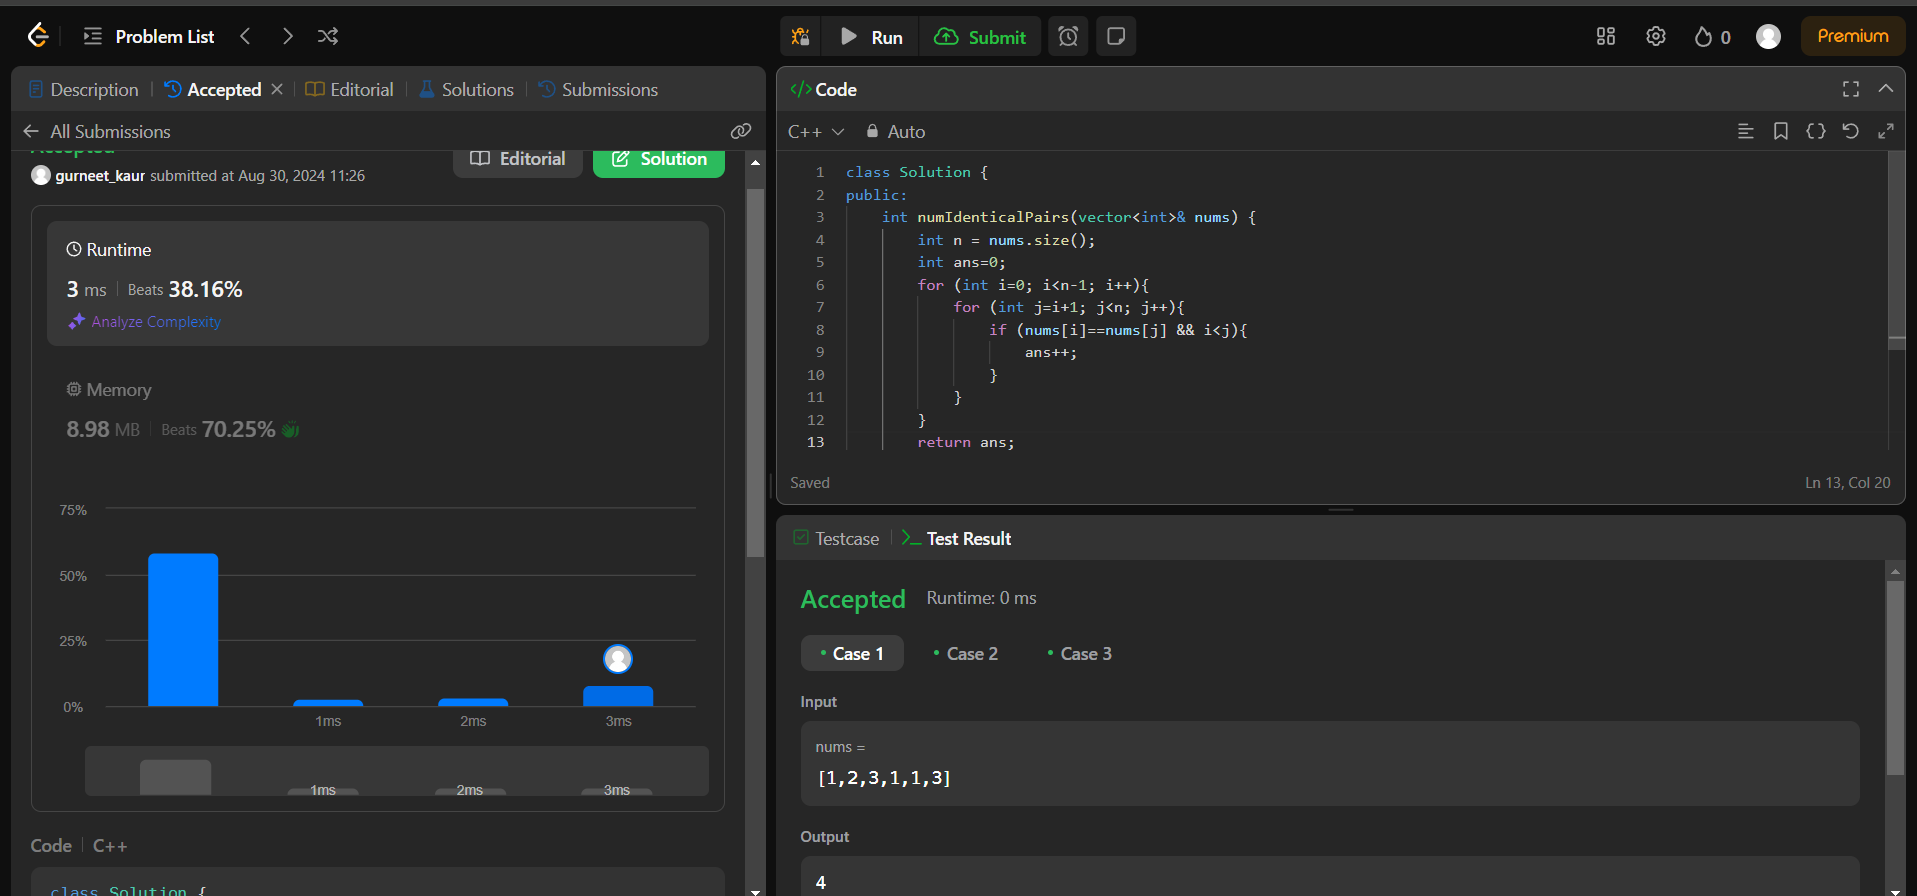 Problem List
Run
Submit
0
Premium
Description
Accepted
Editorial
Solutions
Submissions
All Submissions
Accepted
gurneet_kaur submitted at Aug 30, 2024 11:26
Editorial
Solution
Runtime
3 ms
Beats 38.16%
Analyze Complexity
Memory
8.98 MB
Beats 70.25%
75%
50%
25%
0%
1ms
2ms
3ms
1ms
2ms
3ms
Code
C++
class Solution {
</>Code
C++
Auto
1 class Solution {
2 public:
3 int numIdenticalPairs(vector<int>& nums) {
4 int n = nums.size();
5 int ans=0;
6 for (int i=0; i<n-1; i++){
7 for (int j=i+1; j<n; j++){
8 if (nums[i]==nums[j] && i<j){
9 ans++;
10 }
11 }
12 }
13 return ans;
Saved
Ln 13, Col 20
Testcase
Test Result
Accepted
Runtime: 0 ms
Case 1
Case 2
Case 3
Input
nums =
[1,2,3,1,1,3]
Output
4